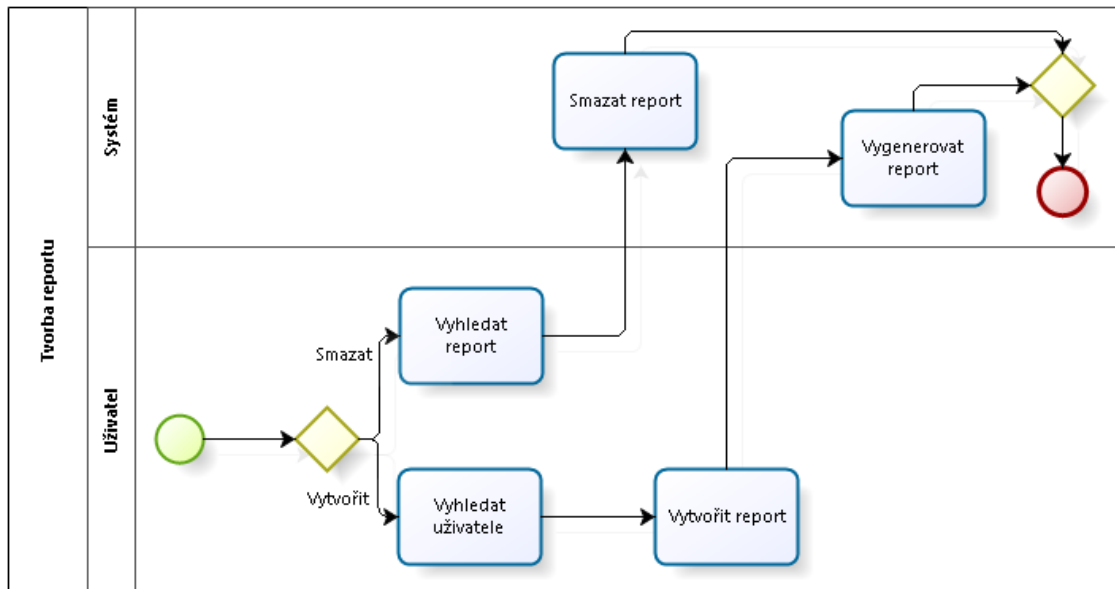 Tvorba reportu
Systém
Smazat report
Vygenerovat
report
Uživatel
Vyhledat
report
Smazat
Vytvořit
Vyhledat
uživatele
Vytvořit report